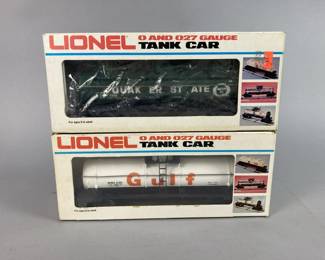 LIONEL
O AND O27 GAUGE
TANK CAR
QUAKER STATE
LIONEL
O AND O27 GAUGE
TANK CAR
Gulf